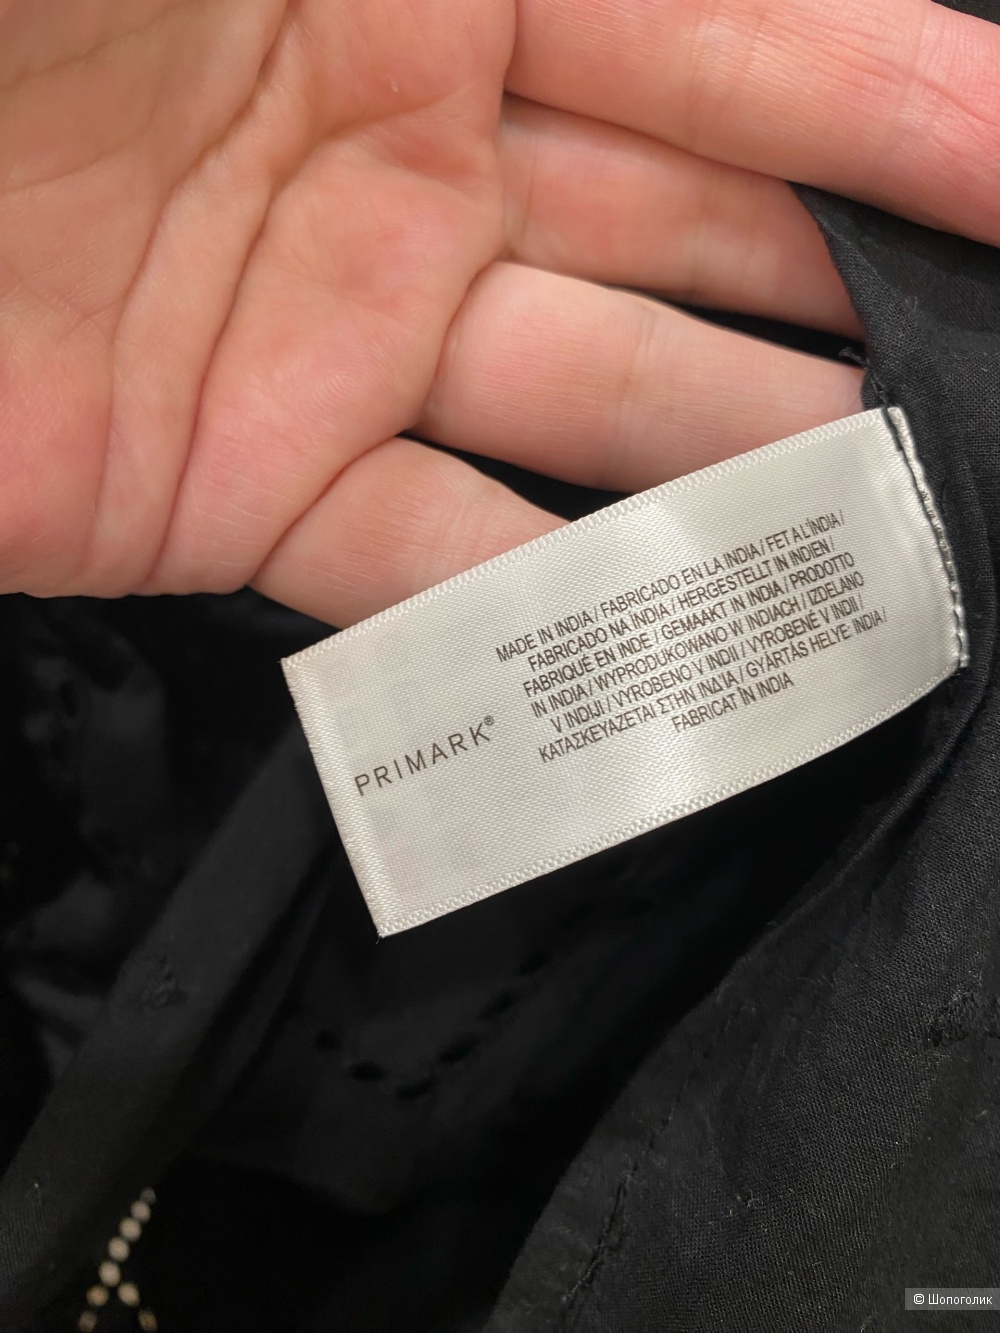 PRIMARK®
MADE IN INDIA / FABRICADO EN LA INDIA / FET A L'ÍNDIA /
FABRICADO NA ÍNDIA / HERGESTELLT IN INDIEN /
FABRIQUÉ EN INDE / GEMAAKT IN INDIA / PRODOTTO
IN INDIA / WYPRODUKOWANO W INDIACH / IZDELANO
V INDIJI / VYROBENO V INDII / VYROBENÉ V INDII /
ΚΑΤΑΣΚΕΥΑΖΕΤΑΙ ΣΤΗΝ ΙΝΔΊΑ / GYÁRTÁS HELYE: INDIA /
FABRICAT ÎN INDIA
© Шопоголик